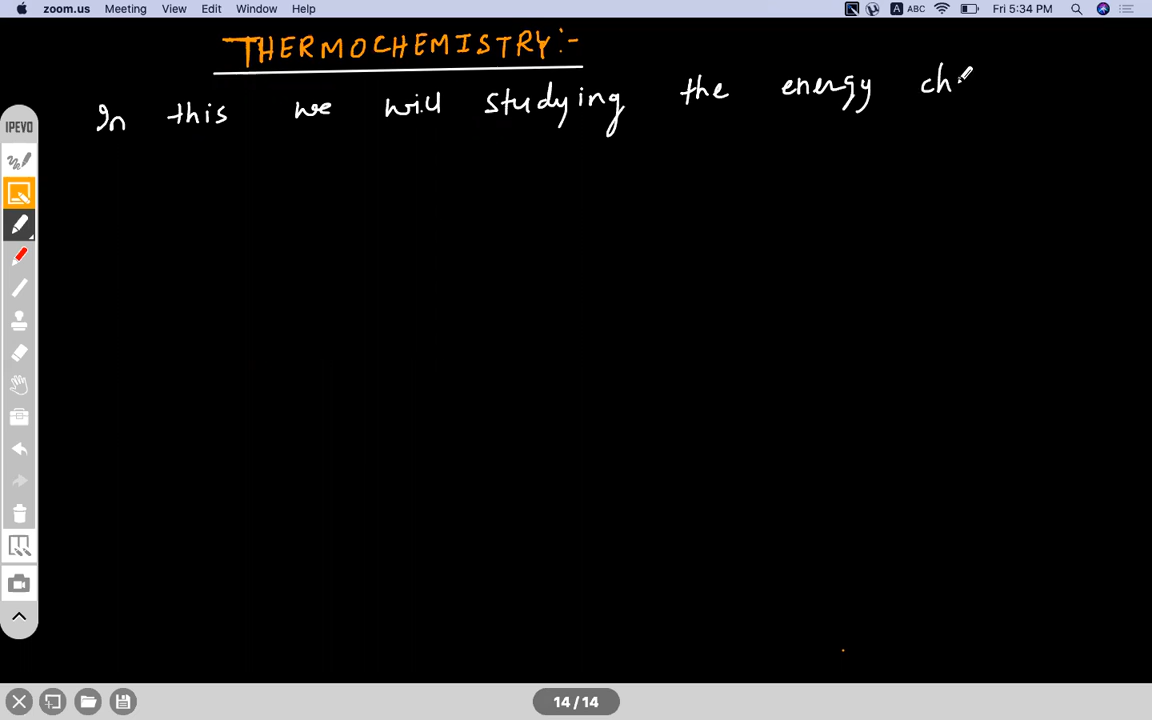 zoom.us Meeting View Edit Window Help A ABC Fri 5:34 PM
THERMOCHEMISTRY:-
In this we will studying the energy ch
IPEVO
14/14